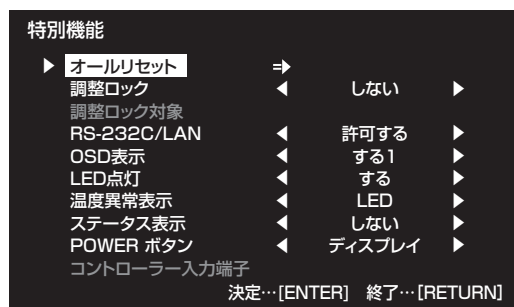 特別機能
オールリセット
調整ロック しない
調整ロック対象
RS-232C/LAN 許可する
OSD表示 する1
LED点灯 する
温度異常表示 LED
ステータス表示 しない
POWER ボタン ディスプレイ
コントローラー入力端子
決定…[ENTER] 終了…[RETURN]